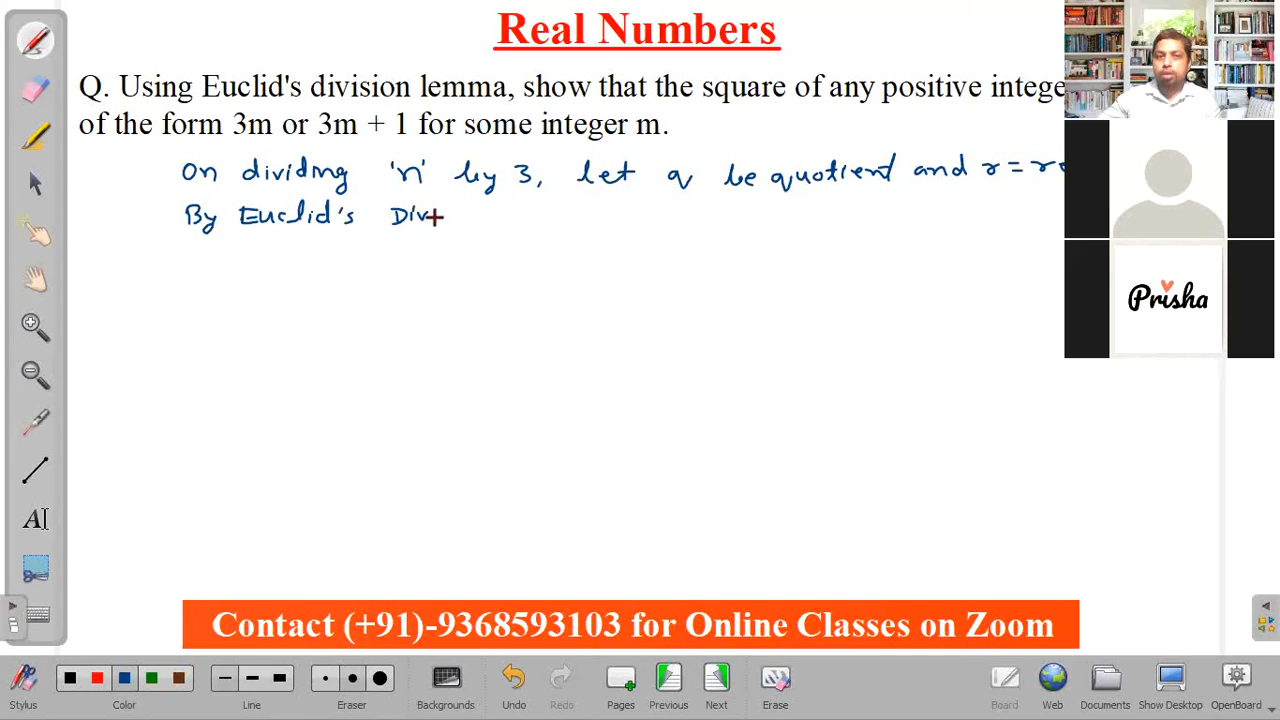 Real Numbers
Q. Using Euclid's division lemma, show that the square of any positive intege
of the form 3m or 3m + 1 for some integer m.
On dividing 'n' by 3, let q be quotient and r =
By Euclid's Div
Prisha
Contact (+91)-9368593103 for Online Classes on Zoom
Stylus Color Line Eraser Backgrounds Undo Redo Pages Previous Next Erase Board Web Documents Show Desktop OpenBoard